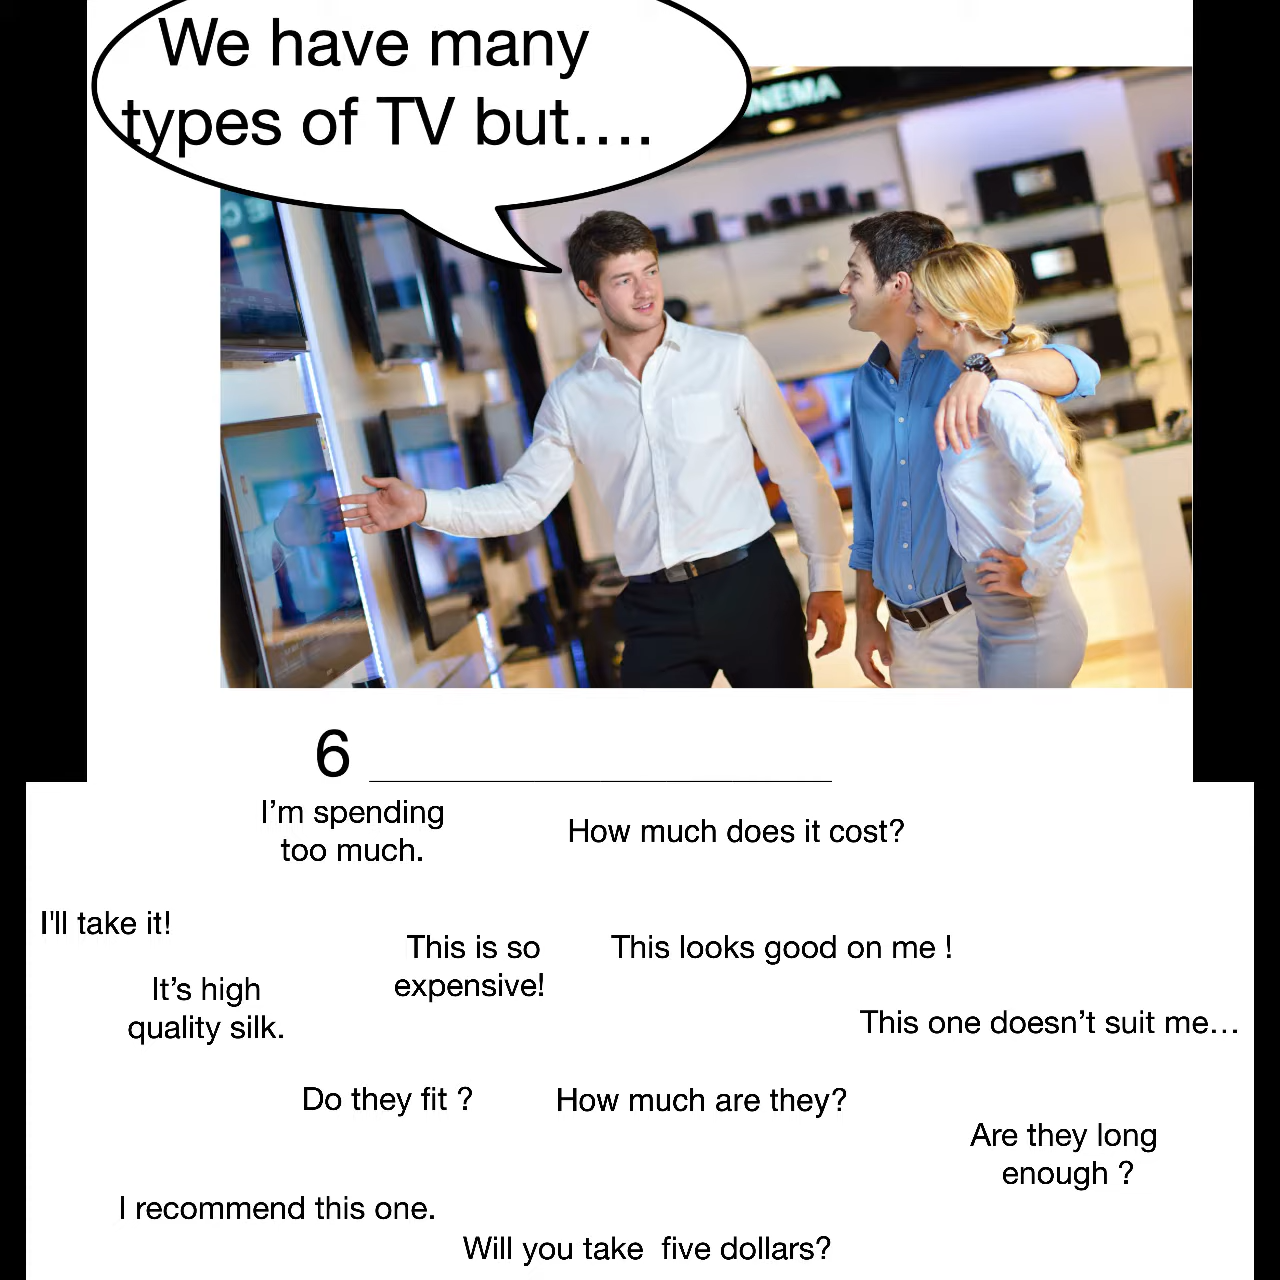 We have many
types of TV but….
NEMA
6 ____________________
I’m spending
too much.
How much does it cost?
I'll take it!
This is so
expensive!
This looks good on me !
It’s high
quality silk.
This one doesn’t suit me…
Do they fit ?
How much are they?
Are they long
enough ?
I recommend this one.
Will you take  five dollars?